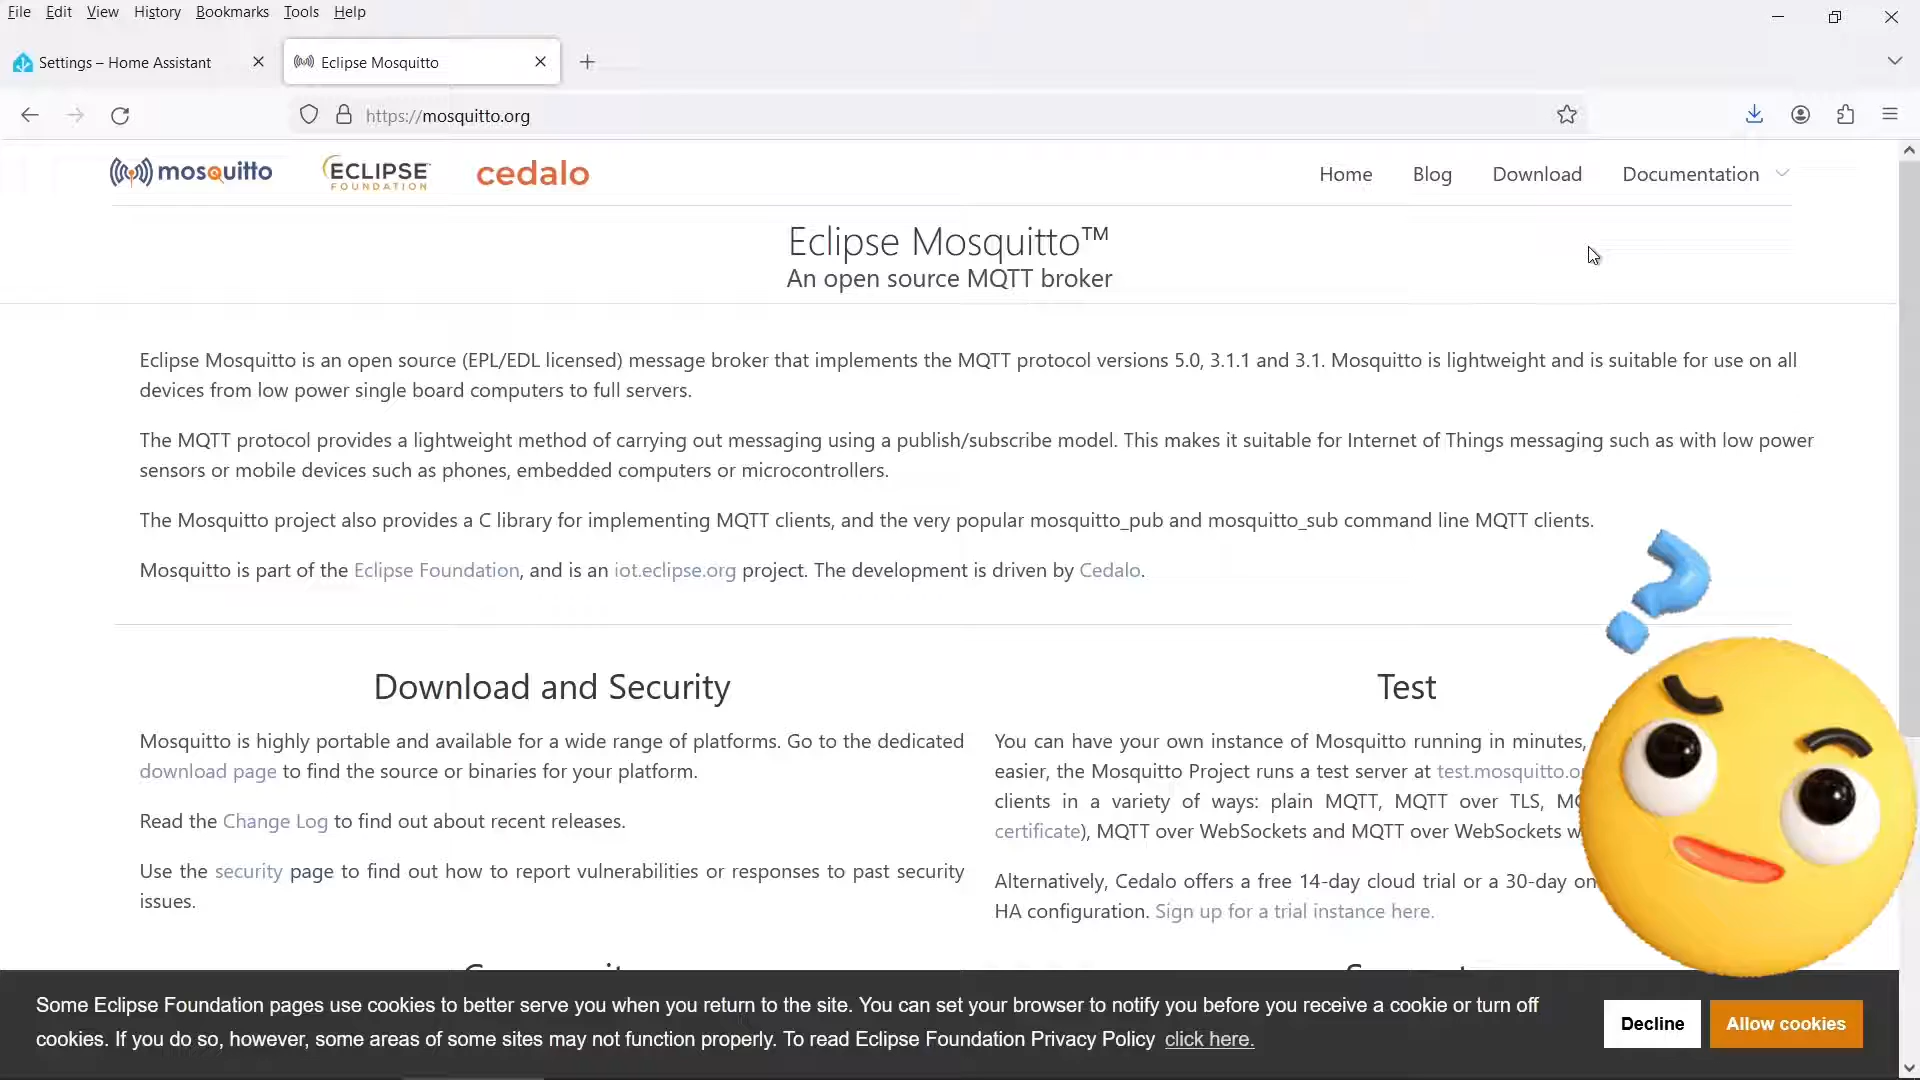 File Edit View History Bookmarks Tools Help
Settings – Home Assistant
Eclipse Mosquitto
https://mosquitto.org
mosquitto
ECLIPSE FOUNDATION
cedalo
Home Blog Download Documentation
Eclipse Mosquitto™
An open source MQTT broker
Eclipse Mosquitto is an open source (EPL/EDL licensed) message broker that implements the MQTT protocol versions 5.0, 3.1.1 and 3.1. Mosquitto is lightweight and is suitable for use on all
devices from low power single board computers to full servers.
The MQTT protocol provides a lightweight method of carrying out messaging using a publish/subscribe model. This makes it suitable for Internet of Things messaging such as with low power
sensors or mobile devices such as phones, embedded computers or microcontrollers.
The Mosquitto project also provides a C library for implementing MQTT clients, and the very popular mosquitto_pub and mosquitto_sub command line MQTT clients.
Mosquitto is part of the Eclipse Foundation, and is an iot.eclipse.org project. The development is driven by Cedalo.
Download and Security
Mosquitto is highly portable and available for a wide range of platforms. Go to the dedicated
download page to find the source or binaries for your platform.
Read the Change Log to find out about recent releases.
Use the security page to find out how to report vulnerabilities or responses to past security
issues.
Test
You can have your own instance of Mosquitto running in minutes,
easier, the Mosquitto Project runs a test server at test.mosquitto.o
clients in a variety of ways: plain MQTT, MQTT over TLS,
certificate), MQTT over WebSockets and MQTT over WebSockets
Alternatively, Cedalo offers a free 14-day cloud trial or a 30-day on
HA configuration. Sign up for a trial instance here.
Some Eclipse Foundation pages use cookies to better serve you when you return to the site. You can set your browser to notify you before you receive a cookie or turn off
cookies. If you do so, however, some areas of some sites may not function properly. To read Eclipse Foundation Privacy Policy click here.
Decline
Allow cookies